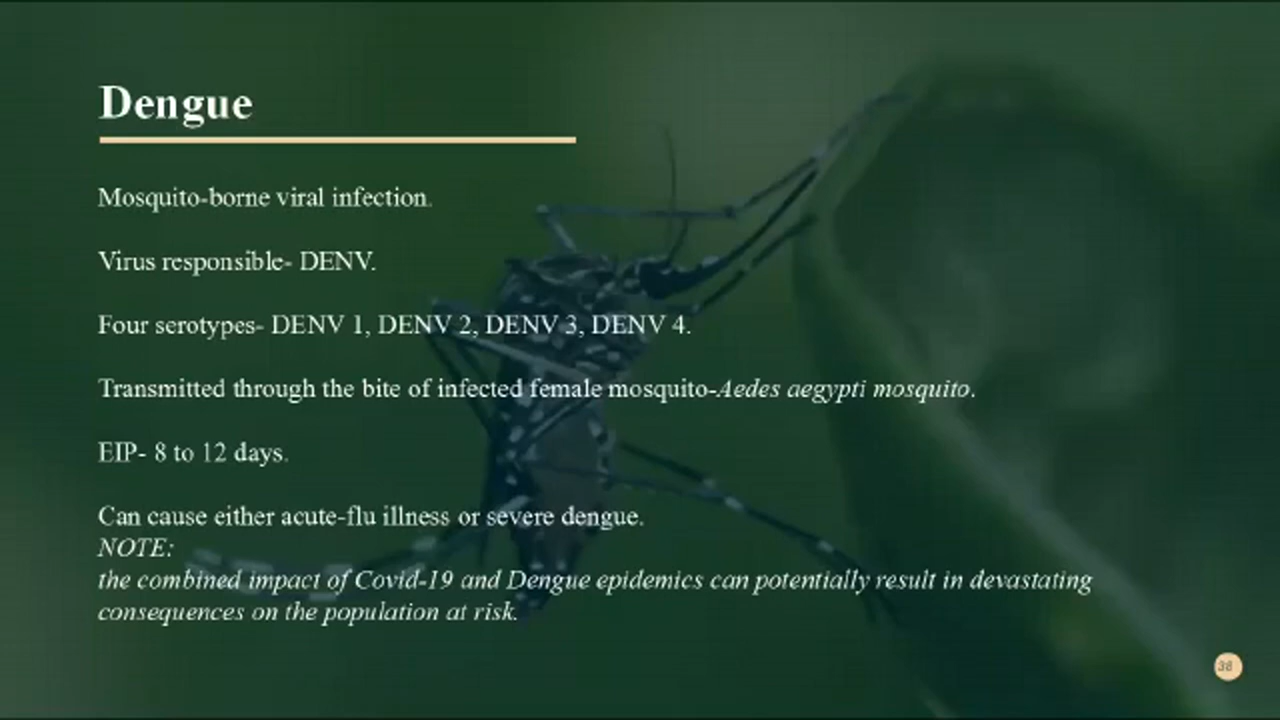 Dengue
Mosquito-borne viral infection.
Virus responsible- DENV.
Four serotypes- DENV 1, DENV 2, DENV 3, DENV 4.
Transmitted through the bite of infected female mosquito-Aedes aegypti mosquito.
EIP- 8 to 12 days.
Can cause either acute-flu illness or severe dengue.
NOTE:
the combined impact of Covid-19 and Dengue epidemics can potentially result in devastating
consequences on the population at risk.
38